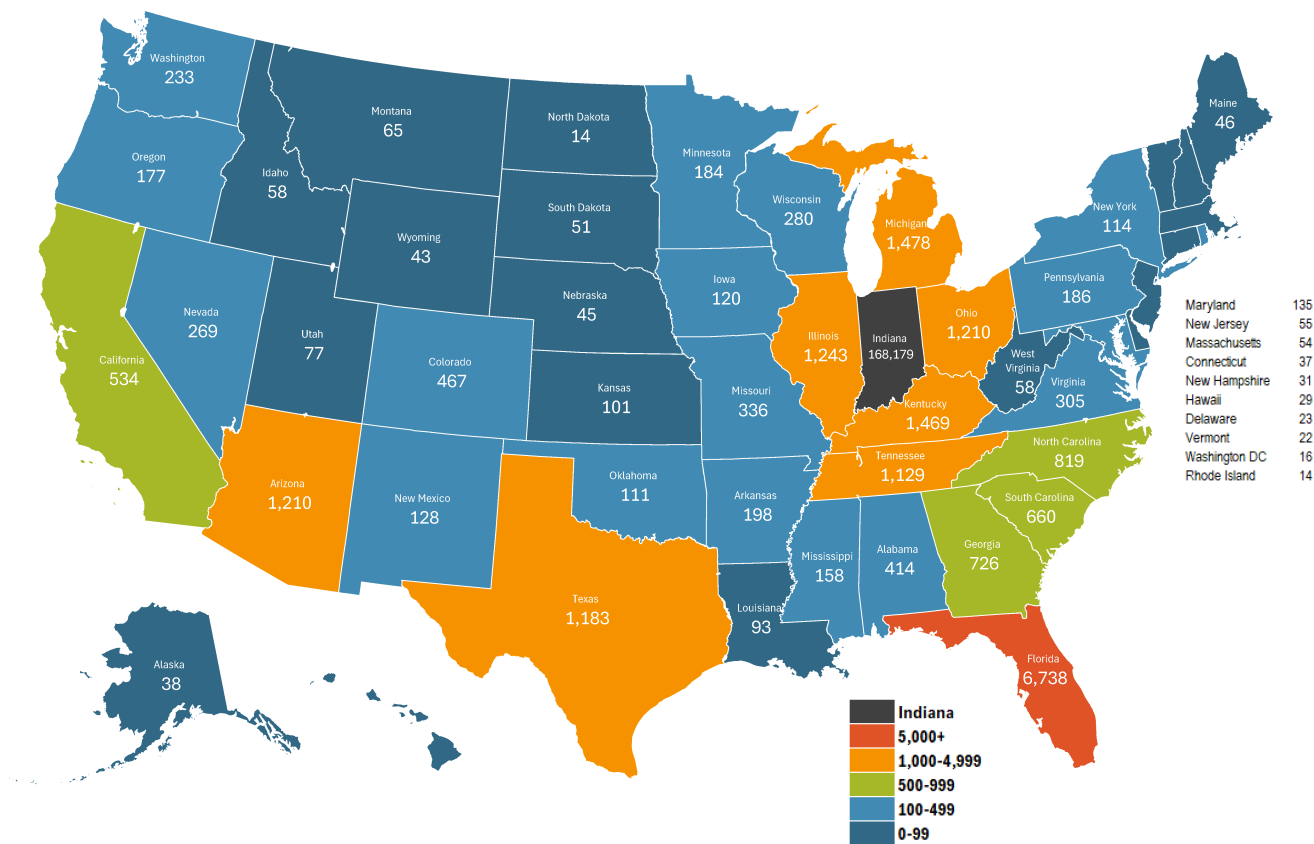 Washington
233
Montana
65
North Dakota
14
Minnesota
184
Maine
46
Oregon
177
Idaho
58
South Dakota
51
Wisconsin
280
Michigan
1,478
New York
114
Wyoming
43
Nebraska
45
Iowa
120
Pennsylvania
186
Nevada
269
Utah
77
Colorado
467
Kansas
101
Missouri
336
Illinois
1,243
Indiana
168,179
Ohio
1,210
West
Virginia
58
Virginia
305
California
534
Kentucky
1,469
Tennessee
1,129
North Carolina
819
Arizona
1,210
New Mexico
128
Oklahoma
111
Arkansas
198
South Carolina
660
Mississippi
158
Alabama
414
Georgia
726
Texas
1,183
Louisiana
93
Florida
6,738
Alaska
38
Maryland 135
New Jersey 55
Massachusetts 54
Connecticut 37
New Hampshire 31
Hawaii 29
Delaware 23
Vermont 22
Washington DC 16
Rhode Island 14
Indiana
5,000+
1,000-4,999
500-999
100-499
0-99